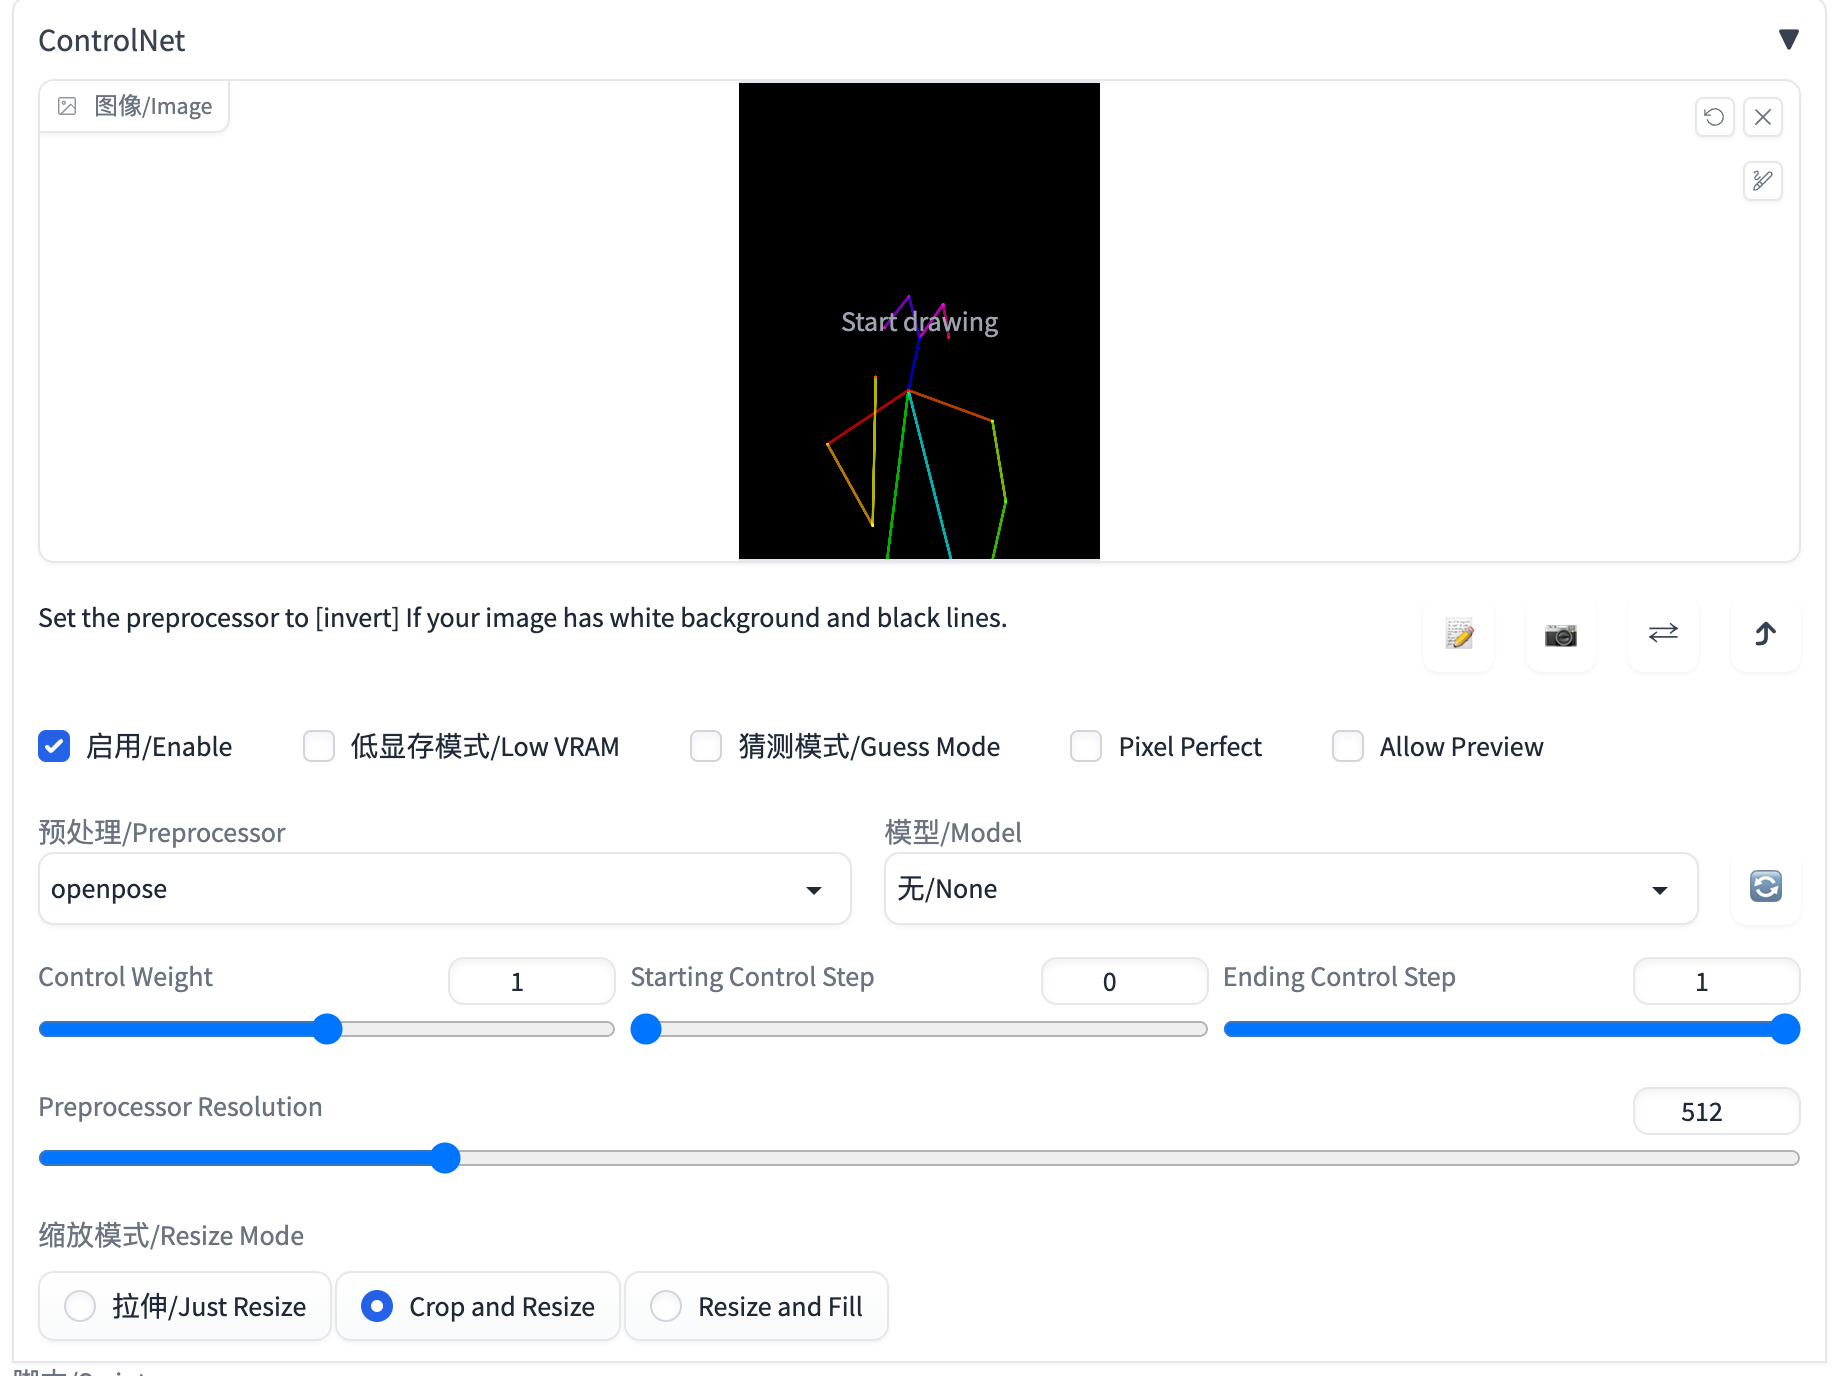 ControlNet
图像/Image
Start drawing
Set the preprocessor to [invert] If your image has white background and black lines.
启用/Enable
低显存模式/Low VRAM
猜测模式/Guess Mode
Pixel Perfect
Allow Preview
预处理/Preprocessor
模型/Model
openpose
无/None
Control Weight
1
Starting Control Step
0
Ending Control Step
1
Preprocessor Resolution
512
缩放模式/Resize Mode
拉伸/Just Resize
Crop and Resize
Resize and Fill